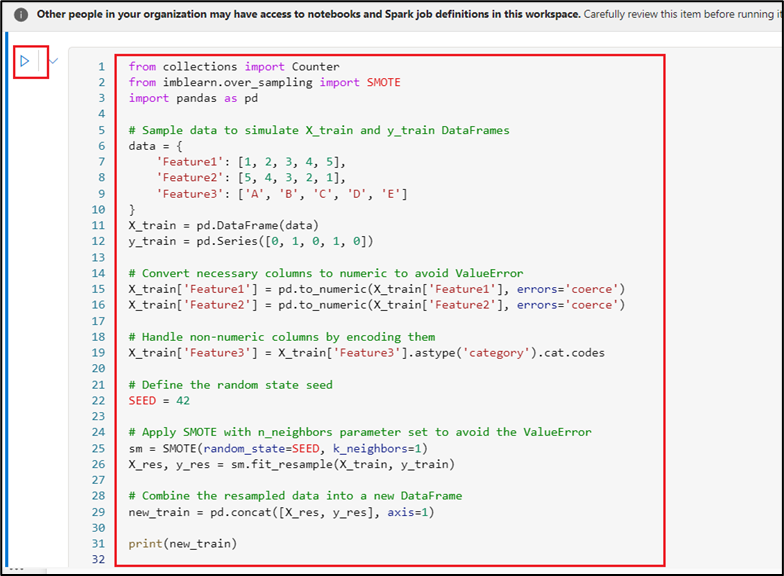 Other people in your organization may have access to notebooks and Spark job definitions in this workspace. Carefully review this item before running it
1 from collections import Counter
2 from imblearn.over_sampling import SMOTE
3 import pandas as pd
4
5 # Sample data to simulate X_train and y_train DataFrames
6 data = {
7     'Feature1': [1, 2, 3, 4, 5],
8     'Feature2': [5, 4, 3, 2, 1],
9     'Feature3': ['A', 'B', 'C', 'D', 'E']
10 }
11 X_train = pd.DataFrame(data)
12 y_train = pd.Series([0, 1, 0, 1, 0])
13
14 # Convert necessary columns to numeric to avoid ValueError
15 X_train['Feature1'] = pd.to_numeric(X_train['Feature1'], errors='coerce')
16 X_train['Feature2'] = pd.to_numeric(X_train['Feature2'], errors='coerce')
17
18 # Handle non-numeric columns by encoding them
19 X_train['Feature3'] = X_train['Feature3'].astype('category').cat.codes
20
21 # Define the random state seed
22 SEED = 42
23
24 # Apply SMOTE with n_neighbors parameter set to avoid the ValueError
25 sm = SMOTE(random_state=SEED, k_neighbors=1)
26 X_res, y_res = sm.fit_resample(X_train, y_train)
27
28 # Combine the resampled data into a new DataFrame
29 new_train = pd.concat([X_res, y_res], axis=1)
30
31 print(new_train)
32